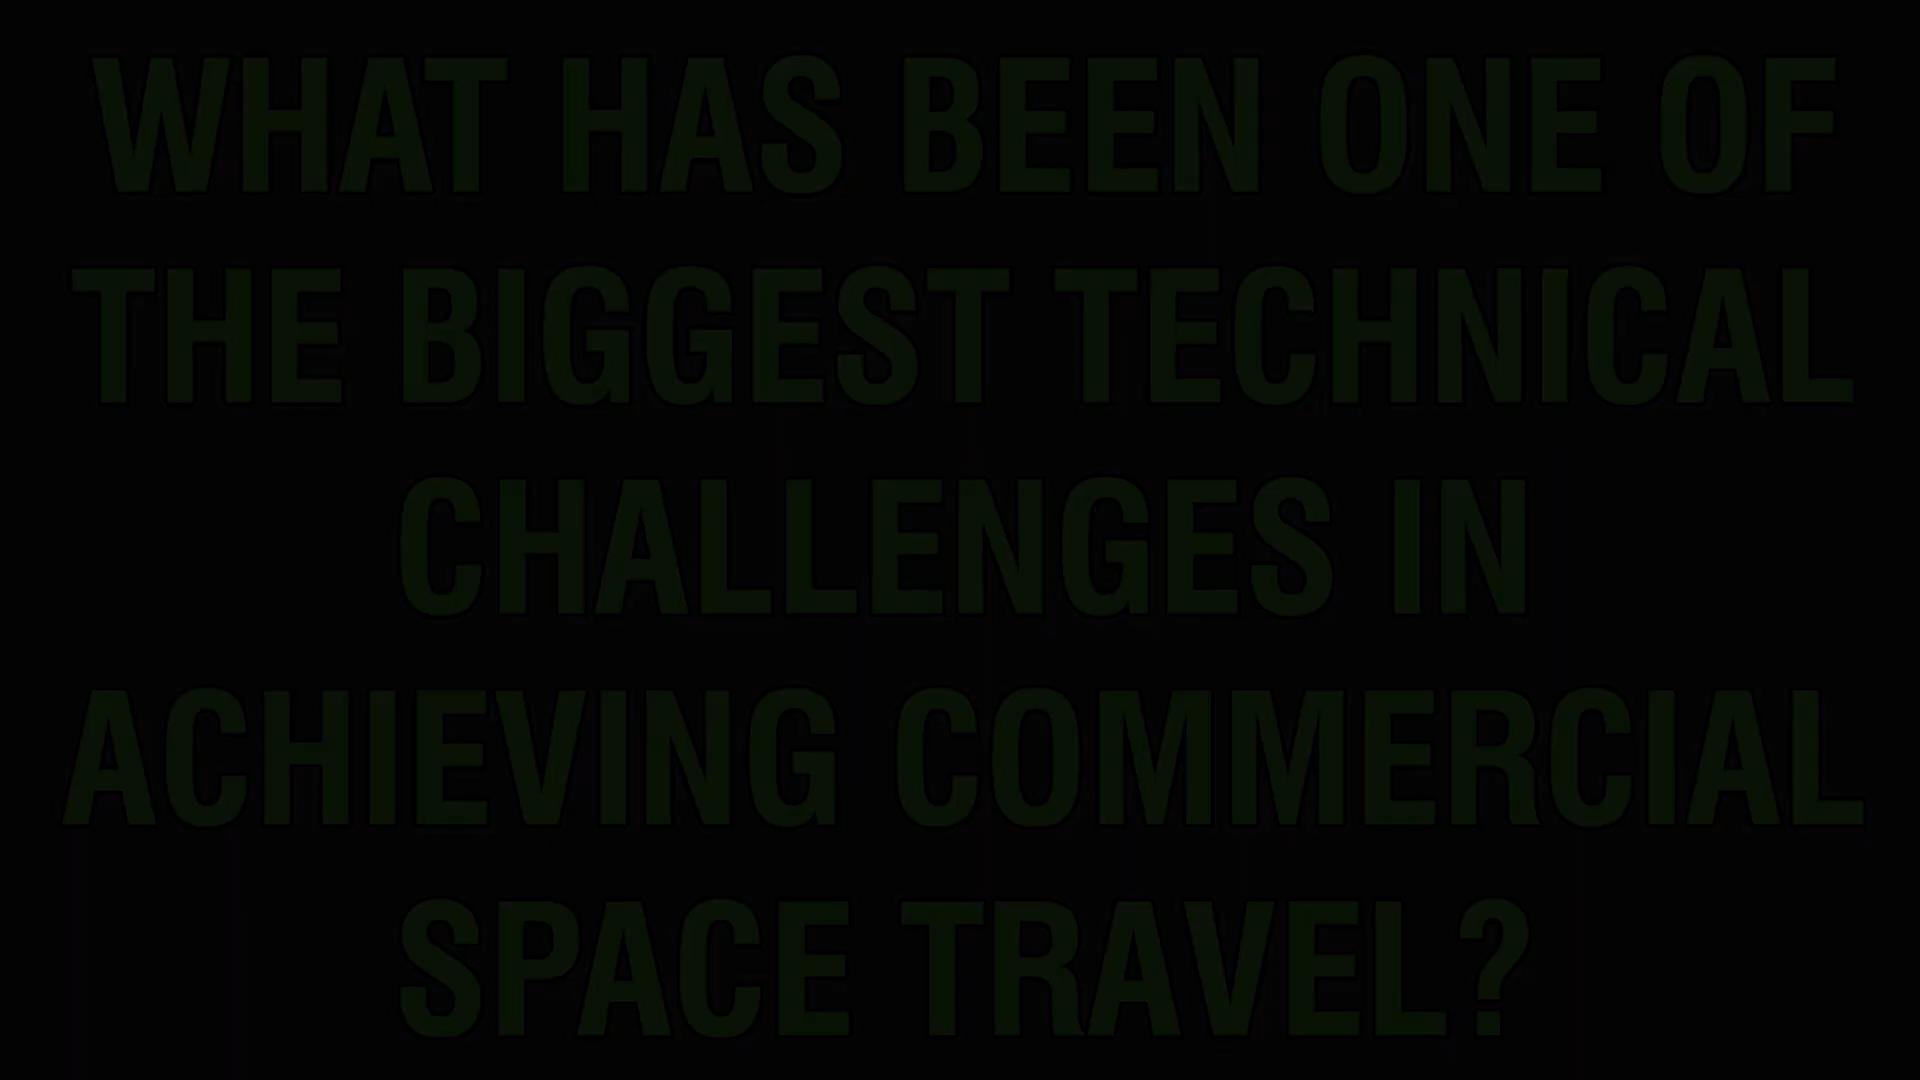 WHAT HAS BEEN ONE OF
THE BIGGEST TECHNICAL
CHALLENGES IN
ACHIEVING COMMERCIAL
SPACE TRAVEL?